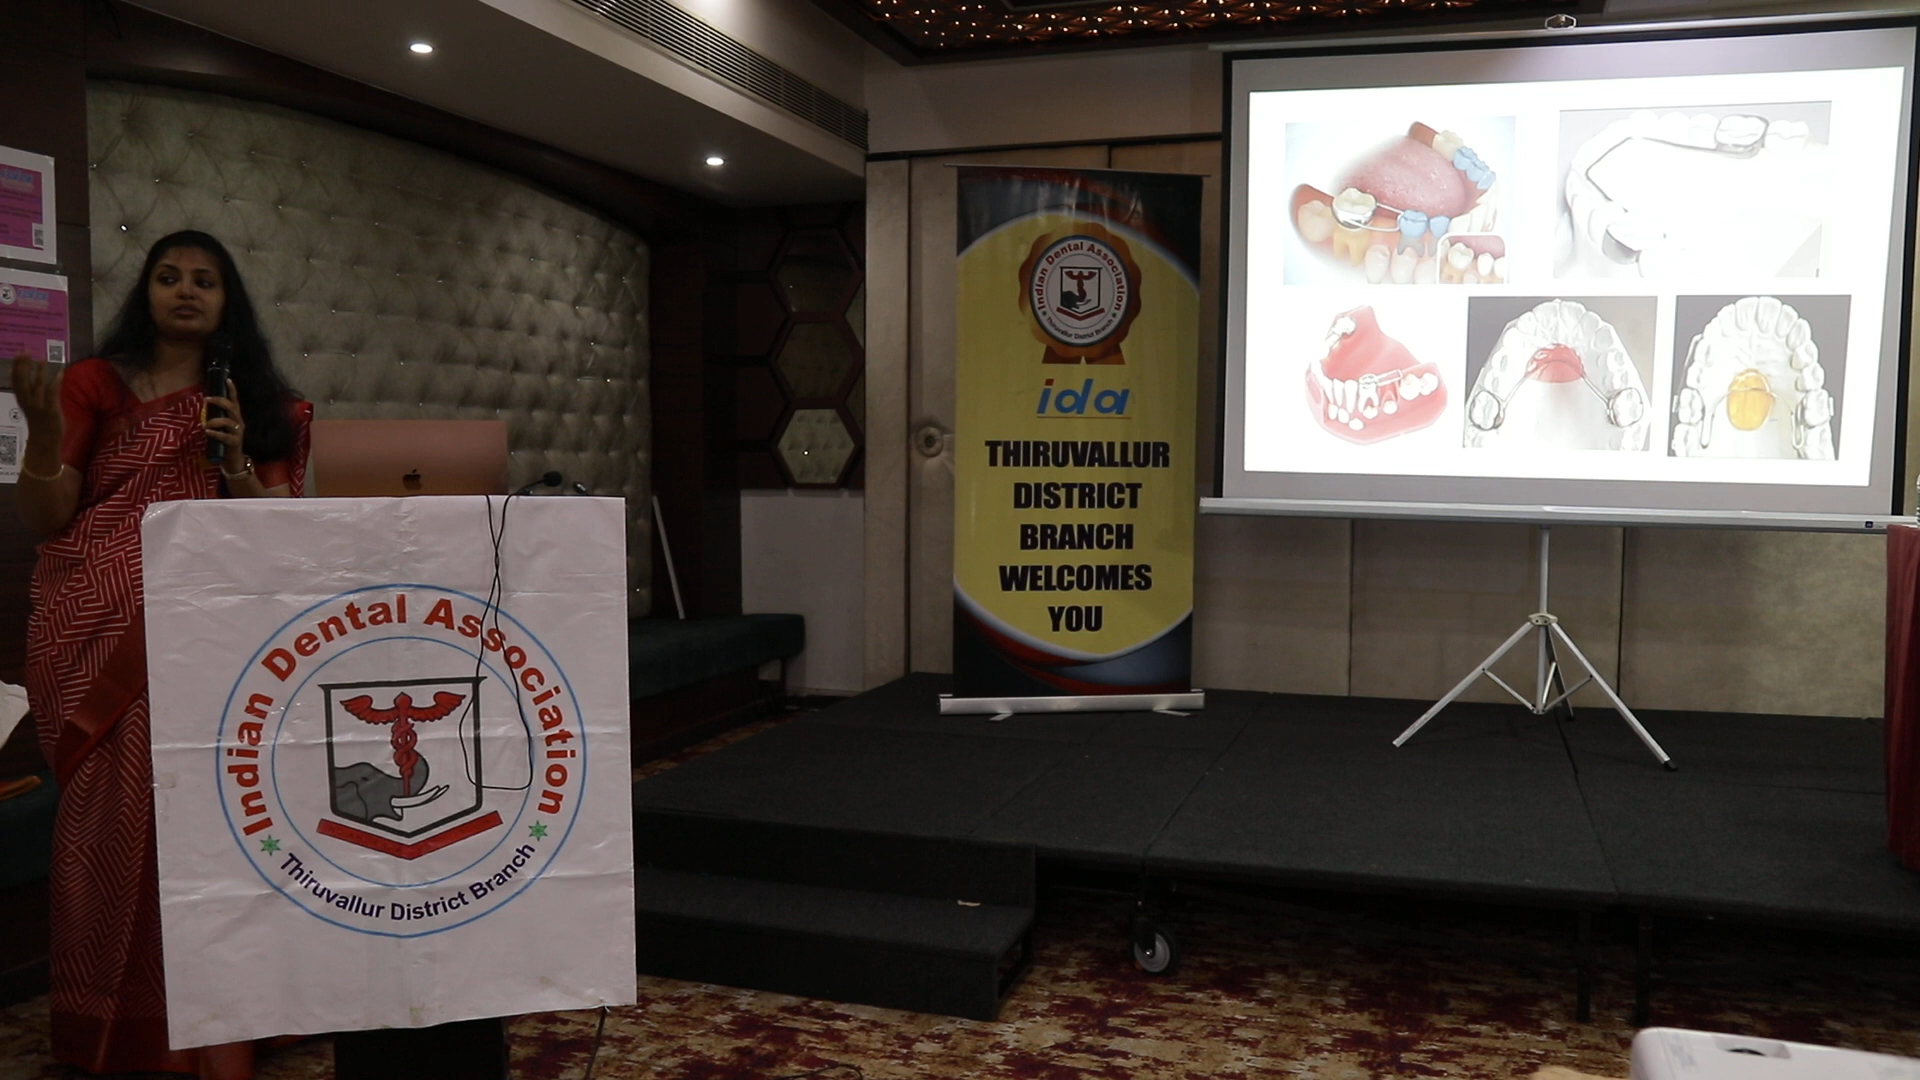 Indian Dental Association
Thiruvallur District Branch
ida
THIRUVALLUR
DISTRICT
BRANCH
WELCOMES
YOU
Indian Dental Association
Thiruvallur District Branch